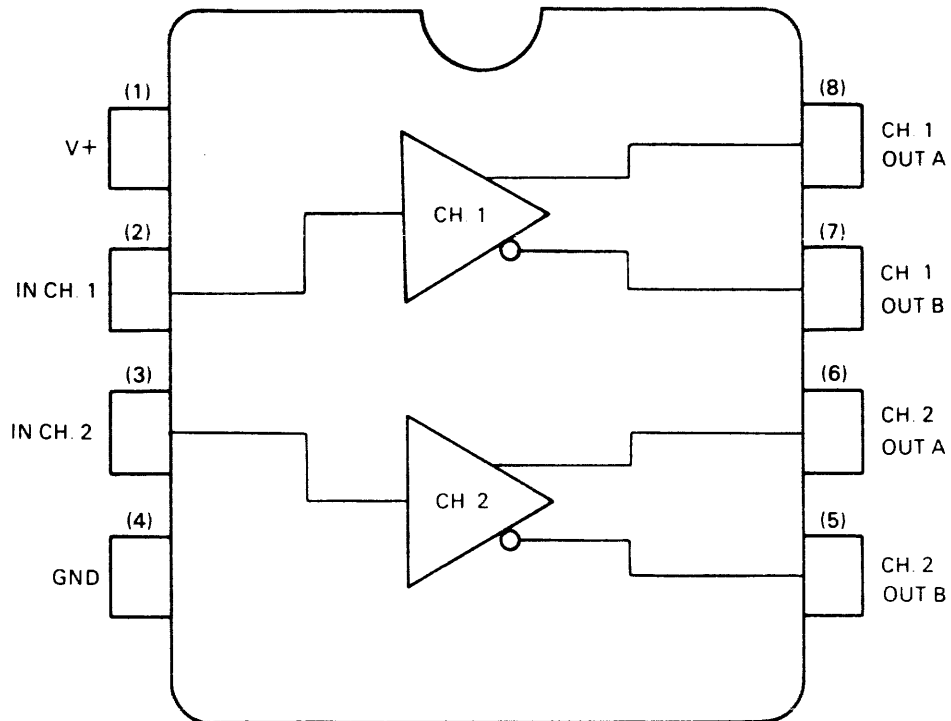 (1)
V+
(2)
IN CH. 1
(3)
IN CH. 2
(4)
GND
CH. 1
CH 2
(8)
CH. 1
OUT A
(7)
CH 1
OUT B
(6)
CH. 2
OUT A
(5)
CH. 2
OUT B